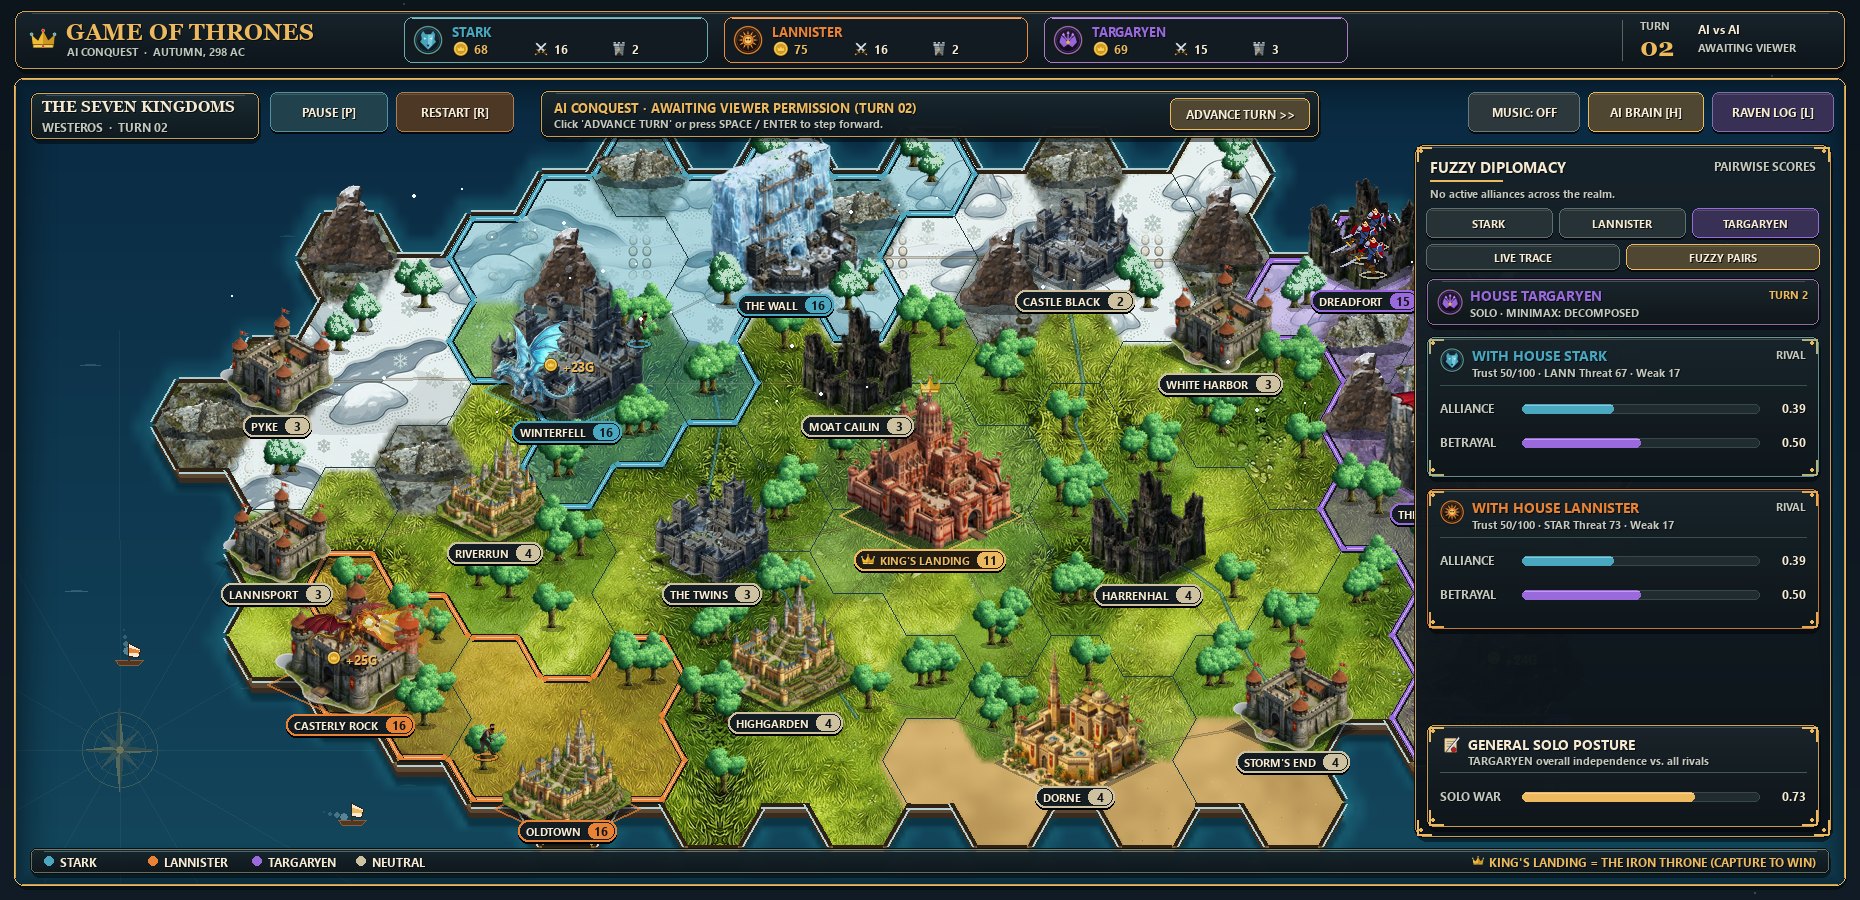 GAME OF THRONES
AI CONQUEST · AUTUMN, 298 AC
STARK
68 16 2
LANNISTER
75 16 2
TARGARYEN
69 15 3
TURN
02
AI vs AI
AWAITING VIEWER
THE SEVEN KINGDOMS
WESTEROS · TURN 02
PAUSE [P]
RESTART [R]
AI CONQUEST · AWAITING VIEWER PERMISSION (TURN 02)
Click 'ADVANCE TURN' or press SPACE / ENTER to step forward.
ADVANCE TURN >>
MUSIC: OFF
AI BRAIN [H]
RAVEN LOG [L]
THE WALL 16
CASTLE BLACK 2
DREADFORT 15
+23G
WHITE HARBOR 3
PYKE 3
WINTERFELL 16
MOAT CAILIN 3
RIVERRUN 4
KING'S LANDING 11
LANNISPORT 3
THE TWINS 3
HARRENHAL 4
+25G
CASTERLY ROCK 16
HIGHGARDEN 4
STORM'S END 4
DORNE 4
OLDTOWN 16
FUZZY DIPLOMACY
PAIRWISE SCORES
No active alliances across the realm.
STARK
LANNISTER
TARGARYEN
LIVE TRACE
FUZZY PAIRS
HOUSE TARGARYEN
TURN 2
SOLO · MINIMAX: DECOMPOSED
WITH HOUSE STARK
RIVAL
Trust 50/100 · LANN Threat 67 · Weak 17
ALLIANCE 0.39
BETRAYAL 0.50
WITH HOUSE LANNISTER
RIVAL
Trust 50/100 · STAR Threat 73 · Weak 17
ALLIANCE 0.39
BETRAYAL 0.50
GENERAL SOLO POSTURE
TARGARYEN overall independence vs. all rivals
SOLO WAR 0.73
STARK
LANNISTER
TARGARYEN
NEUTRAL
KING'S LANDING = THE IRON THRONE (CAPTURE TO WIN)